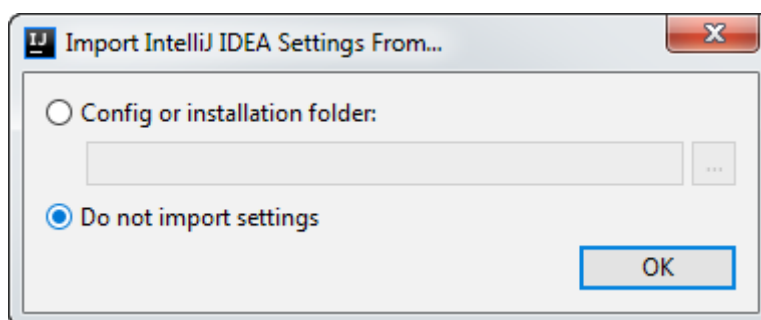 IJ Import IntelliJ IDEA Settings From...
Config or installation folder:
...
Do not import settings
OK